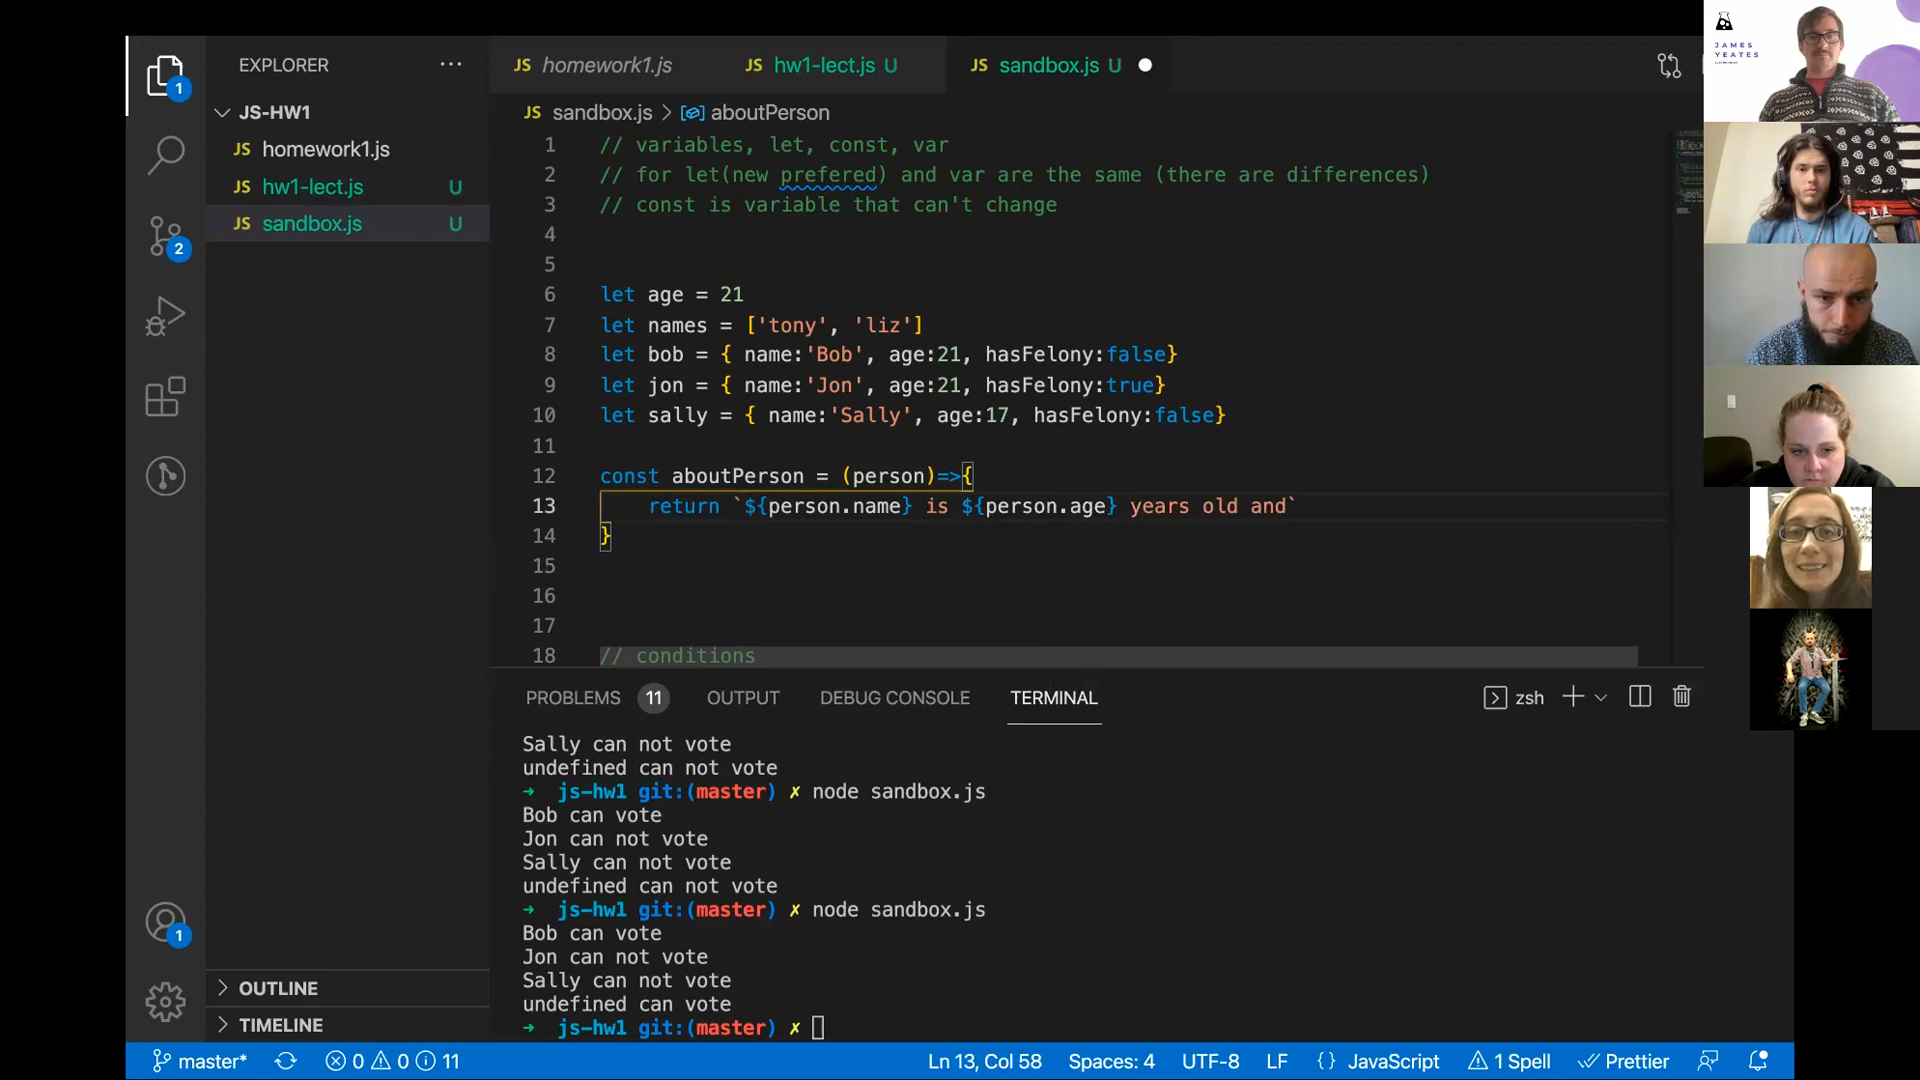 EXPLORER ···
JS homework1.js
JS hw1-lect.js U
JS sandbox.js U
JAMES
YEATES
1
JS-HW1
JS homework1.js
JS hw1-lect.js U
JS sandbox.js U
2
sandbox.js > aboutPerson
1 // variables, let, const, var
2 // for let(new prefered) and var are the same (there are differences)
3 // const is variable that can't change
4
5
6 let age = 21
7 let names = ['tony', 'liz']
8 let bob = { name:'Bob', age:21, hasFelony:false}
9 let jon = { name:'Jon', age:21, hasFelony:true}
10 let sally = { name:'Sally', age:17, hasFelony:false}
11
12 const aboutPerson = (person)=>{
13 return `${person.name} is ${person.age} years old and`
14 }
15
16
17
18 // conditions
PROBLEMS 11 OUTPUT DEBUG CONSOLE TERMINAL zsh
Sally can not vote
undefined can not vote
➜ js-hw1 git:(master) ✗ node sandbox.js
Bob can vote
Jon can not vote
Sally can not vote
undefined can not vote
➜ js-hw1 git:(master) ✗ node sandbox.js
Bob can vote
Jon can not vote
Sally can not vote
undefined can vote
➜ js-hw1 git:(master) ✗
1
OUTLINE
TIMELINE
master* 0 0 11 Ln 13, Col 58 Spaces: 4 UTF-8 LF {} JavaScript 1 Spell Prettier